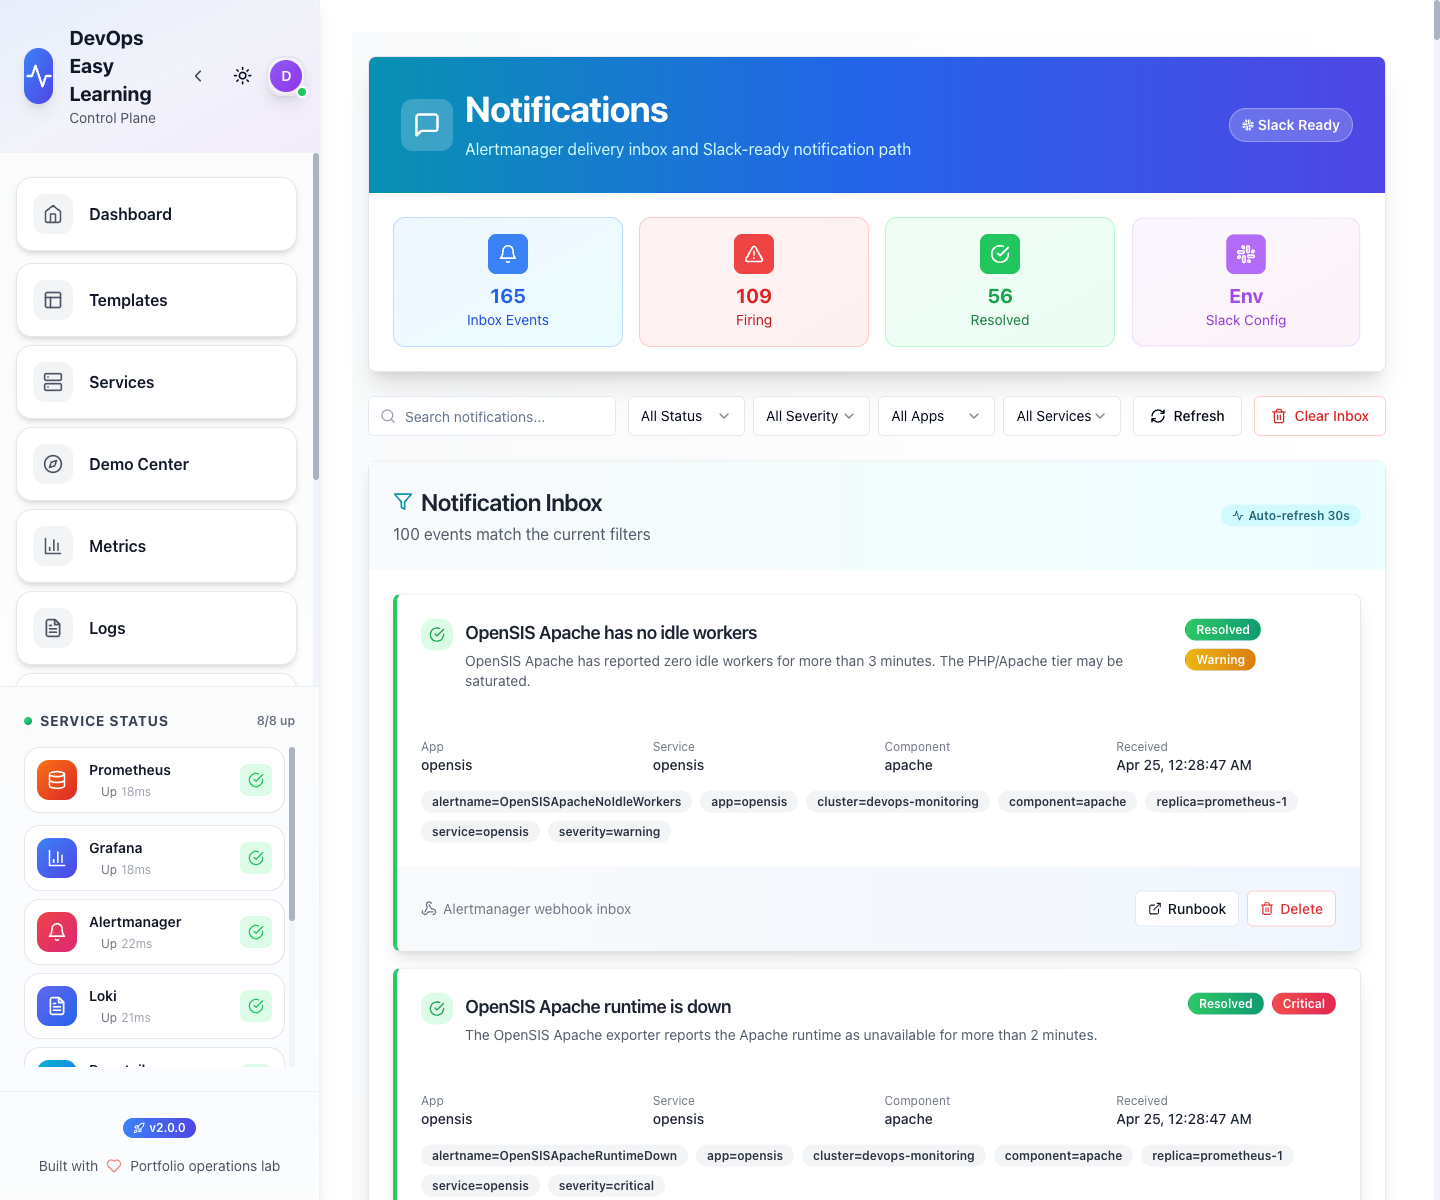 DevOps
Easy
Learning
Control Plane
D
Dashboard
Templates
Services
Demo Center
Metrics
Logs
SERVICE STATUS
8/8 up
Prometheus
Up 18ms
Grafana
Up 18ms
Alertmanager
Up 22ms
Loki
Up 21ms
v2.0.0
Built with
Portfolio operations lab
Notifications
Alertmanager delivery inbox and Slack-ready notification path
Slack Ready
165
Inbox Events
109
Firing
56
Resolved
Env
Slack Config
Search notifications...
All Status
All Severity
All Apps
All Services
Refresh
Clear Inbox
Notification Inbox
100 events match the current filters
Auto-refresh 30s
OpenSIS Apache has no idle workers
OpenSIS Apache has reported zero idle workers for more than 3 minutes. The PHP/Apache tier may be
saturated.
Resolved
Warning
App
opensis
Service
opensis
Component
apache
Received
Apr 25, 12:28:47 AM
alertname=OpenSISApacheNoIdleWorkers
app=opensis
cluster=devops-monitoring
component=apache
replica=prometheus-1
service=opensis
severity=warning
Alertmanager webhook inbox
Runbook
Delete
OpenSIS Apache runtime is down
The OpenSIS Apache exporter reports the Apache runtime as unavailable for more than 2 minutes.
Resolved
Critical
App
opensis
Service
opensis
Component
apache
Received
Apr 25, 12:28:47 AM
alertname=OpenSISApacheRuntimeDown
app=opensis
cluster=devops-monitoring
component=apache
replica=prometheus-1
service=opensis
severity=critical